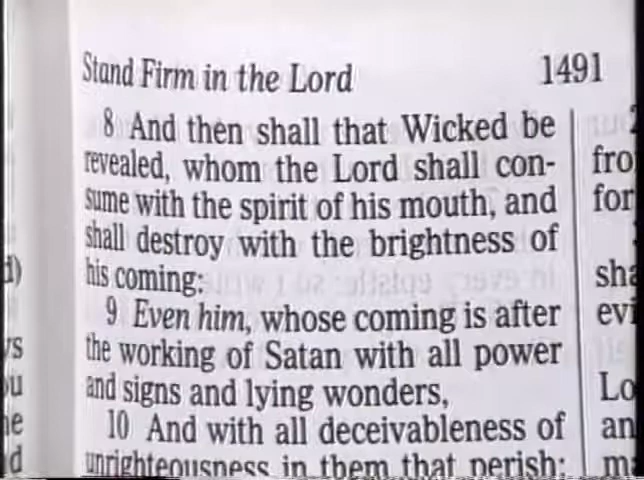 Stand Firm in the Lord 1491
8 And then shall that Wicked be
revealed, whom the Lord shall con-
sume with the spirit of his mouth, and
shall destroy with the brightness of
his coming:
9 Even him, whose coming is after
the working of Satan with all power
and signs and lying wonders,
10 And with all deceivableness of
unrighteousness in them that perish;